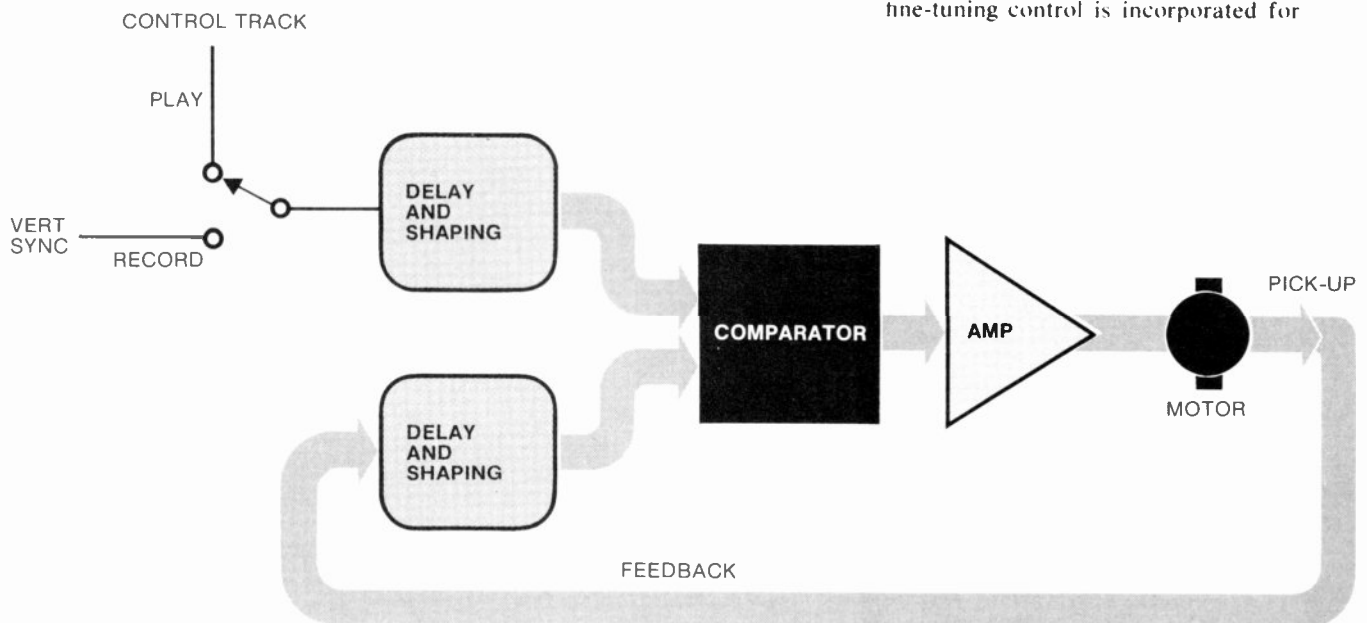 fine-tuning control is incorporated for
CONTROL TRACK
PLAY
VERT
SYNC
RECORD
DELAY
AND
SHAPING
COMPARATOR
AMP
PICK-UP
MOTOR
DELAY
AND
SHAPING
FEEDBACK